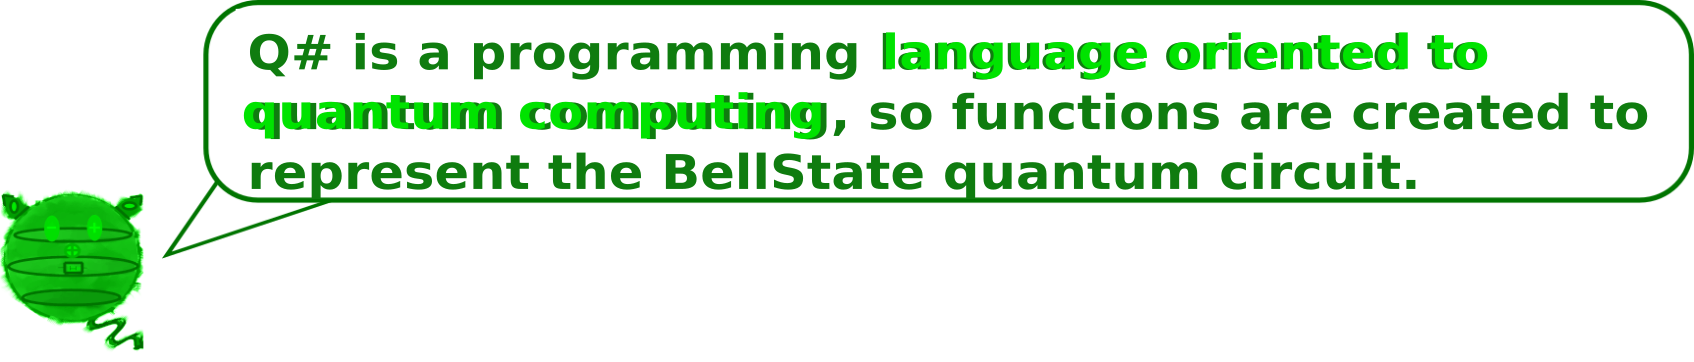 Q# is a programming language oriented to
quantum computing, so functions are created to
represent the BellState quantum circuit.